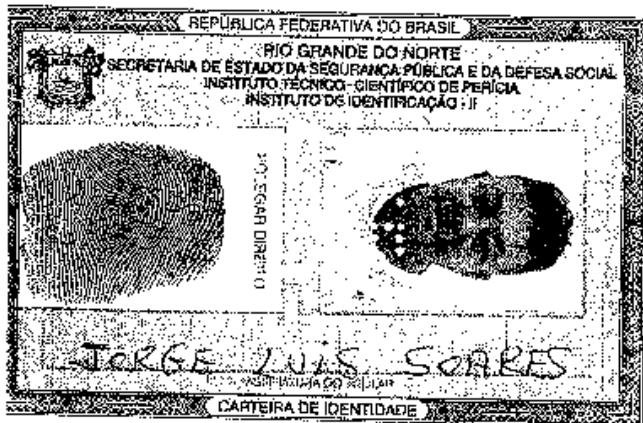 REPÚBLICA FEDERATIVA DO BRASIL
RIO GRANDE DO NORTE
SECRETARIA DE ESTADO DA SEGURANÇA PÚBLICA E DA DEFESA SOCIAL
INSTITUTO TÉCNICO-CIENTÍFICO DE PERÍCIA
INSTITUTO DE IDENTIFICAÇÃO - II
POLEGAR DIREITO
JORGE LUIS SOARES
ASSINATURA DO TITULAR
CARTEIRA DE IDENTIDADE